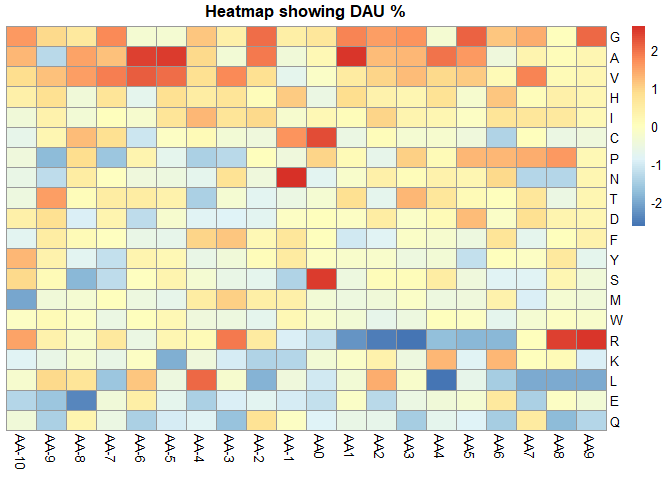 Heatmap showing DAU %
G
A
V
H
I
C
P
N
T
D
F
Y
S
M
W
R
K
L
E
Q
2
1
0
-1
-2
AA-10
AA-9
AA-8
AA-7
AA-6
AA-5
AA-4
AA-3
AA-2
AA-1
AA0
AA1
AA2
AA3
AA4
AA5
AA6
AA7
AA8
AA9